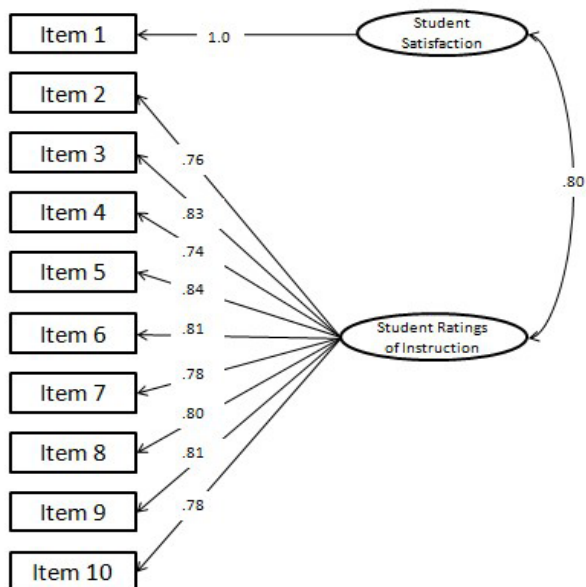 Item 1
1.0
Student
Satisfaction
Item 2
Item 3
.76
Item 4
.83
.80
.74
Item 5
.84
Item 6
.81
Student Ratings
of Instruction
Item 7
.78
.80
Item 8
.81
Item 9
.78
Item 10